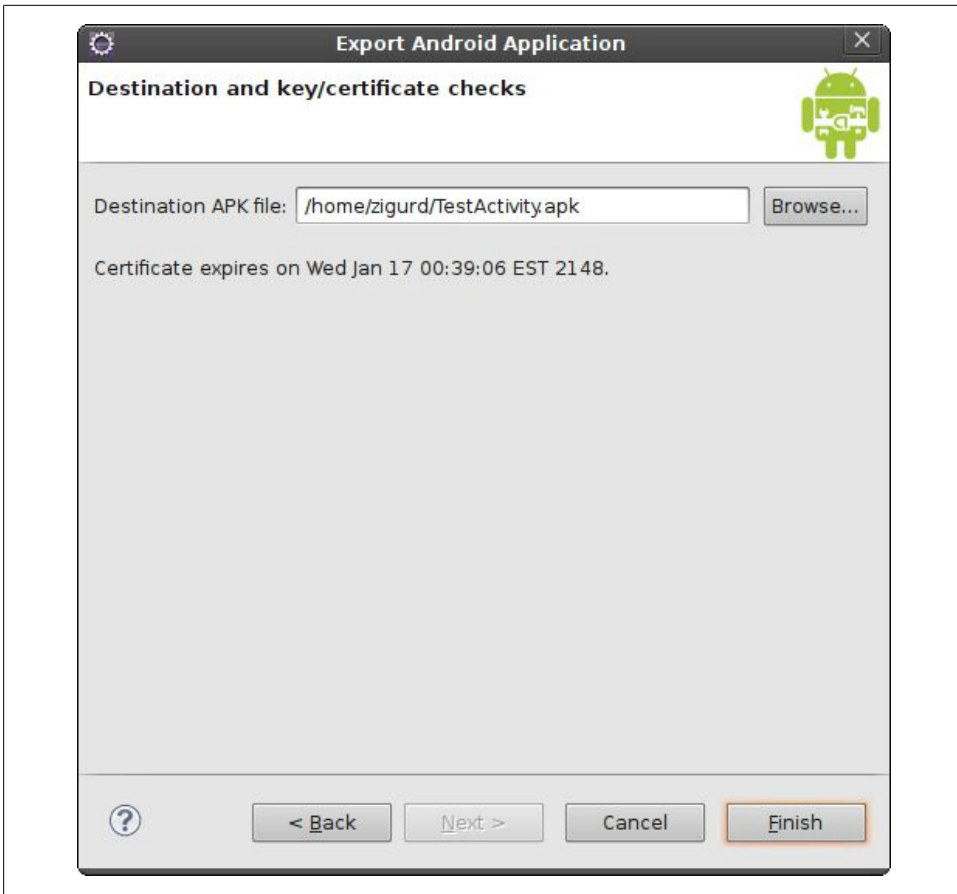 Export Android Application
Destination and key/certificate checks
Destination APK file: /home/zigurd/TestActivity.apk Browse...
Certificate expires on Wed Jan 17 00:39:06 EST 2148.
? < Back Next > Cancel Finish